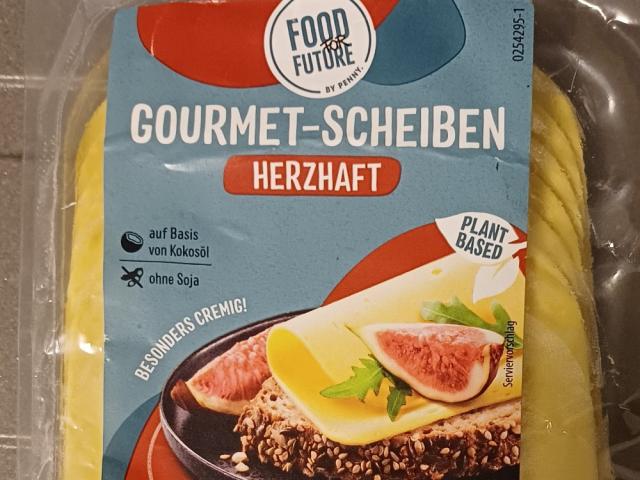 FOOD
FOR
FUTURE
BY PENNY.
0254295-1
GOURMET-SCHEIBEN
HERZHAFT
auf Basis
von Kokosöl
ohne Soja
PLANT
BASED
BESONDERS CREMIG!
Serviervorschlag